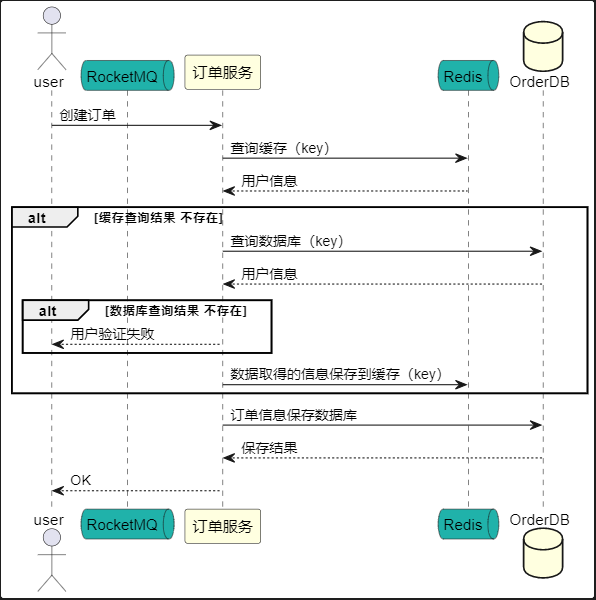 user
RocketMQ
订单服务
Redis
OrderDB
创建订单
查询缓存（key）
用户信息
alt
[缓存查询结果 不存在]
查询数据库（key）
用户信息
alt
[数据库查询结果 不存在]
用户验证失败
数据取得的信息保存到缓存（key）
订单信息保存数据库
保存结果
OK
user
RocketMQ
订单服务
Redis
OrderDB